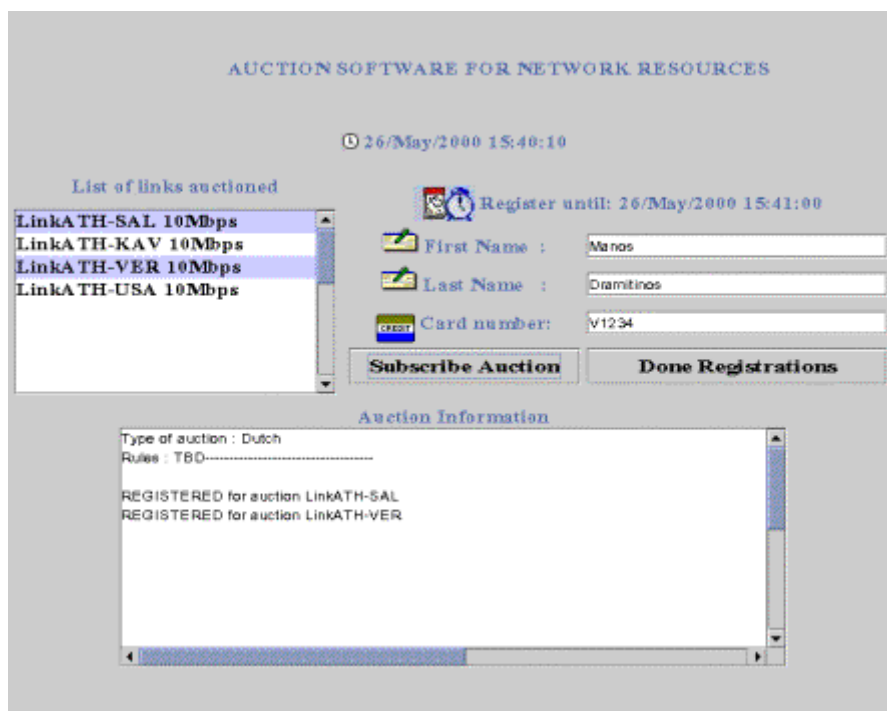 AUCTION SOFTWARE FOR NETWORK RESOURCES
26/May/2000 15:40:10
List of links auctioned
LinkATH-SAL 10Mbps
LinkATH-KAV 10Mbps
LinkATH-VER 10Mbps
LinkATH-USA 10Mbps
Register until: 26/May/2000 15:41:00
First Name :
Manos
Last Name :
Dramitinos
CREDIT
Card number:
V1234
Subscribe Auction
Done Registrations
Auction Information
Type of auction : Dutch
Rules : TBD-------------------------------------
REGISTERED for auction LinkATH-SAL
REGISTERED for auction LinkATH-VER